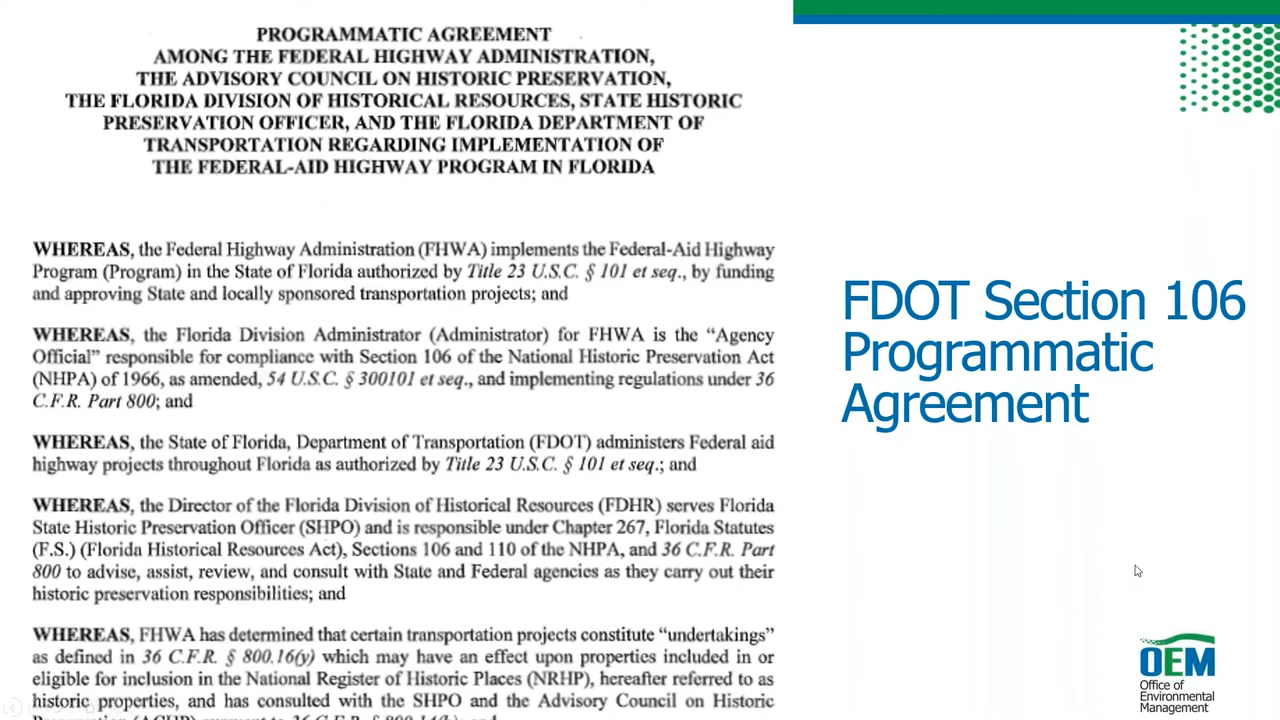 PROGRAMMATIC AGREEMENT
AMONG THE FEDERAL HIGHWAY ADMINISTRATION,
THE ADVISORY COUNCIL ON HISTORIC PRESERVATION,
THE FLORIDA DIVISION OF HISTORICAL RESOURCES, STATE HISTORIC
PRESERVATION OFFICER, AND THE FLORIDA DEPARTMENT OF
TRANSPORTATION REGARDING IMPLEMENTATION OF
THE FEDERAL-AID HIGHWAY PROGRAM IN FLORIDA
WHEREAS, the Federal Highway Administration (FHWA) implements the Federal-Aid Highway
Program (Program) in the State of Florida authorized by Title 23 U.S.C. § 101 et seq., by funding
and approving State and locally sponsored transportation projects; and
WHEREAS, the Florida Division Administrator (Administrator) for FHWA is the “Agency
Official” responsible for compliance with Section 106 of the National Historic Preservation Act
(NHPA) of 1966, as amended, 54 U.S.C. § 300101 et seq., and implementing regulations under 36
C.F.R. Part 800; and
WHEREAS, the State of Florida, Department of Transportation (FDOT) administers Federal aid
highway projects throughout Florida as authorized by Title 23 U.S.C. § 101 et seq.; and
WHEREAS, the Director of the Florida Division of Historical Resources (FDHR) serves Florida
State Historic Preservation Officer (SHPO) and is responsible under Chapter 267, Florida Statutes
(F.S.) (Florida Historical Resources Act), Sections 106 and 110 of the NHPA, and 36 C.F.R. Part
800 to advise, assist, review, and consult with State and Federal agencies as they carry out their
historic preservation responsibilities; and
WHEREAS, FHWA has determined that certain transportation projects constitute “undertakings”
as defined in 36 C.F.R. § 800.16(y) which may have an effect upon properties included in or
eligible for inclusion in the National Register of Historic Places (NRHP), hereafter referred to as
historic properties, and has consulted with the SHPO and the Advisory Council on Historic
FDOT Section 106
Programmatic
Agreement
OEM
Office of
Environmental
Management